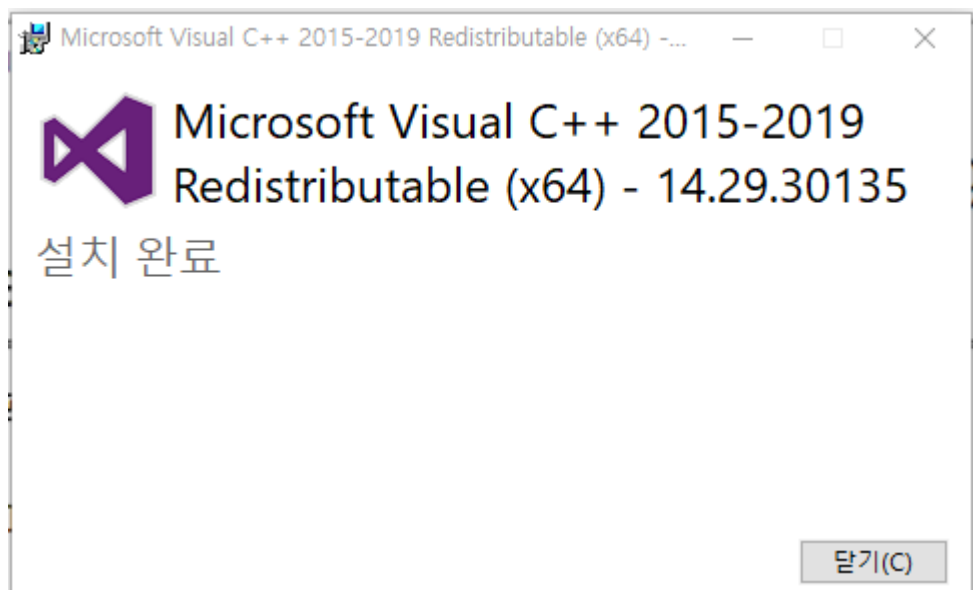 Microsoft Visual C++ 2015-2019 Redistributable (x64) -...
Microsoft Visual C++ 2015-2019
Redistributable (x64) - 14.29.30135
설치 완료
닫기(C)